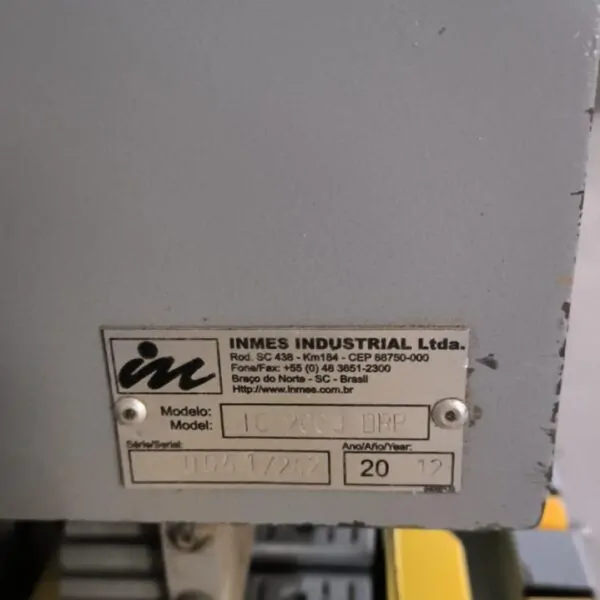 im
INMES INDUSTRIAL Ltda.
Rod. SC 438 - Km184 - CEP 88750-000
Fone/Fax: +55 (0) 48 3651-2300
Braço do Norte - SC - Brasil
Http://www.inmes.com.br
Modelo:
Model:
Série/Serial:
Ano/Año/Year:
20 12